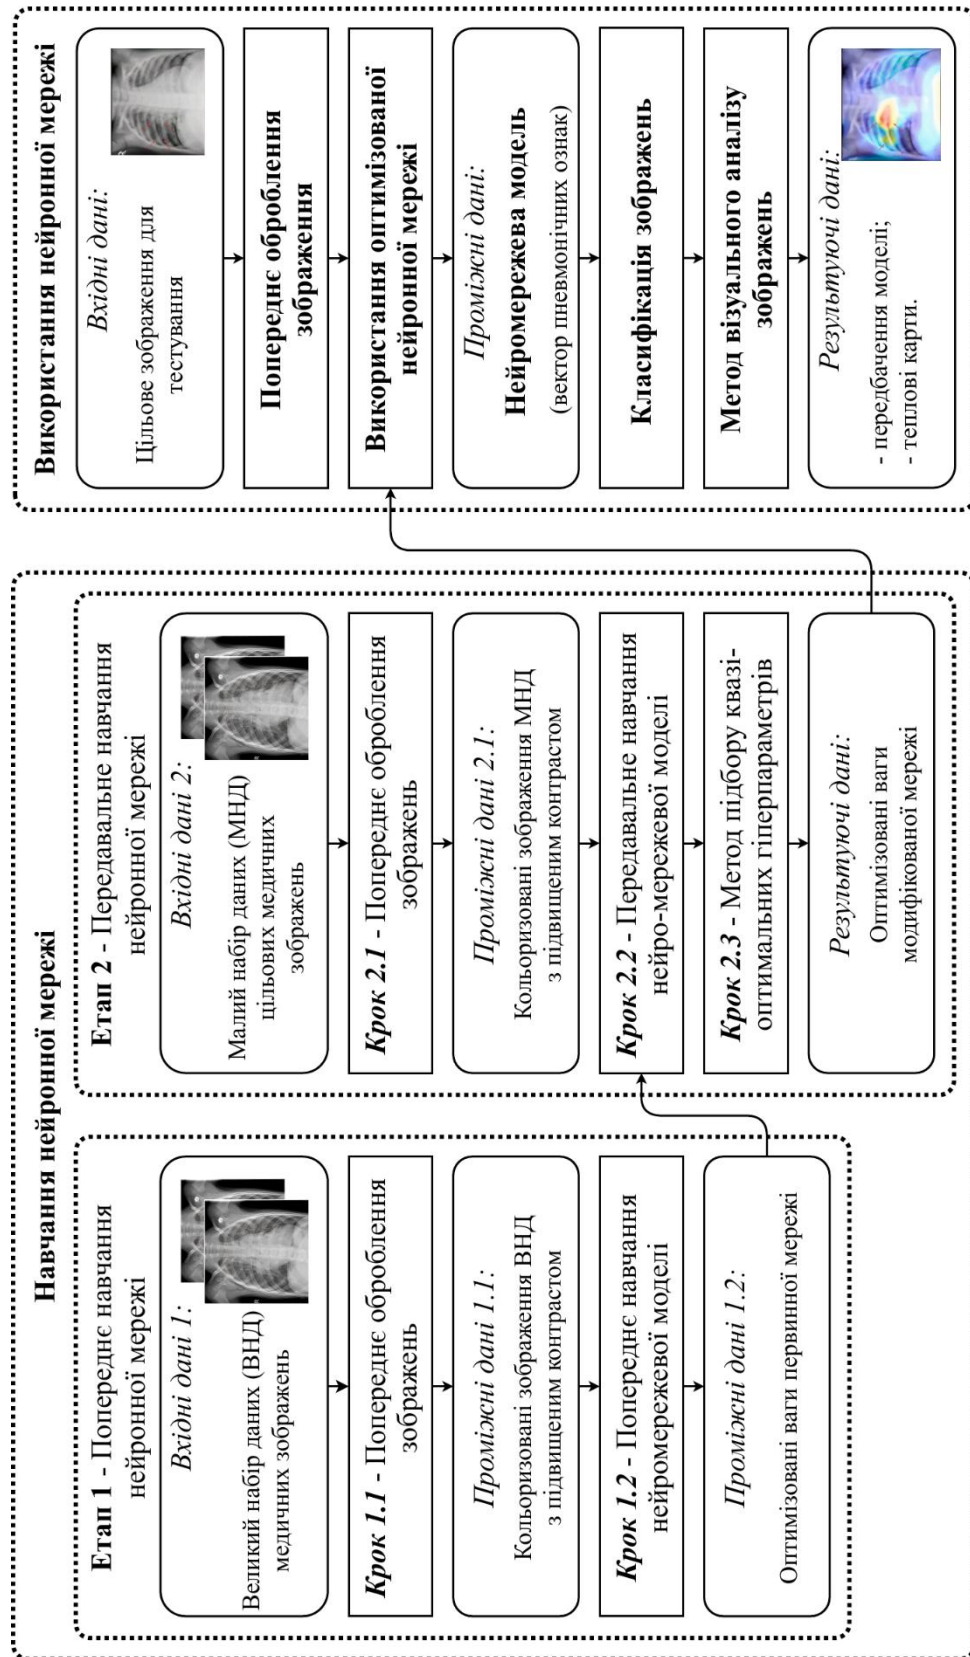 Навчання нейронної мережі
Етап 1 - Попереднє навчання
нейронної мережі
Вхідні дані 1:
Великий набір даних (ВНД)
медичних зображень
Крок 1.1 - Попереднє оброблення
зображень
Проміжні дані 1.1:
Кольоризовані зображення ВНД
з підвищеним контрастом
Крок 1.2 - Попереднє навчання
нейромережевої моделі
Проміжні дані 1.2:
Оптимізовані ваги первинної мережі
Етап 2 - Передавальне навчання
нейронної мережі
Вхідні дані 2:
Малий набір даних (МНД)
цільових медичних
зображень
Крок 2.1 - Попереднє оброблення
зображень
Проміжні дані 2.1:
Кольоризовані зображення МНД
з підвищеним контрастом
Крок 2.2 - Передавальне навчання
нейро-мережевої моделі
Крок 2.3 - Метод підбору квазі-
оптимальних гіперпараметрів
Результуючі дані:
Оптимізовані ваги
модифікованої мережі
Використання нейронної мережі
Вхідні дані:
Цільове зображення для
тестування
R
Попереднє оброблення
зображення
Використання оптимізованої
нейронної мережі
Проміжні дані:
Нейромережева модель
(вектор пневмонічних ознак)
Класифікація зображень
Метод візуального аналізу
зображень
Результуючі дані:
- передбачення моделі;
- теплові карти.